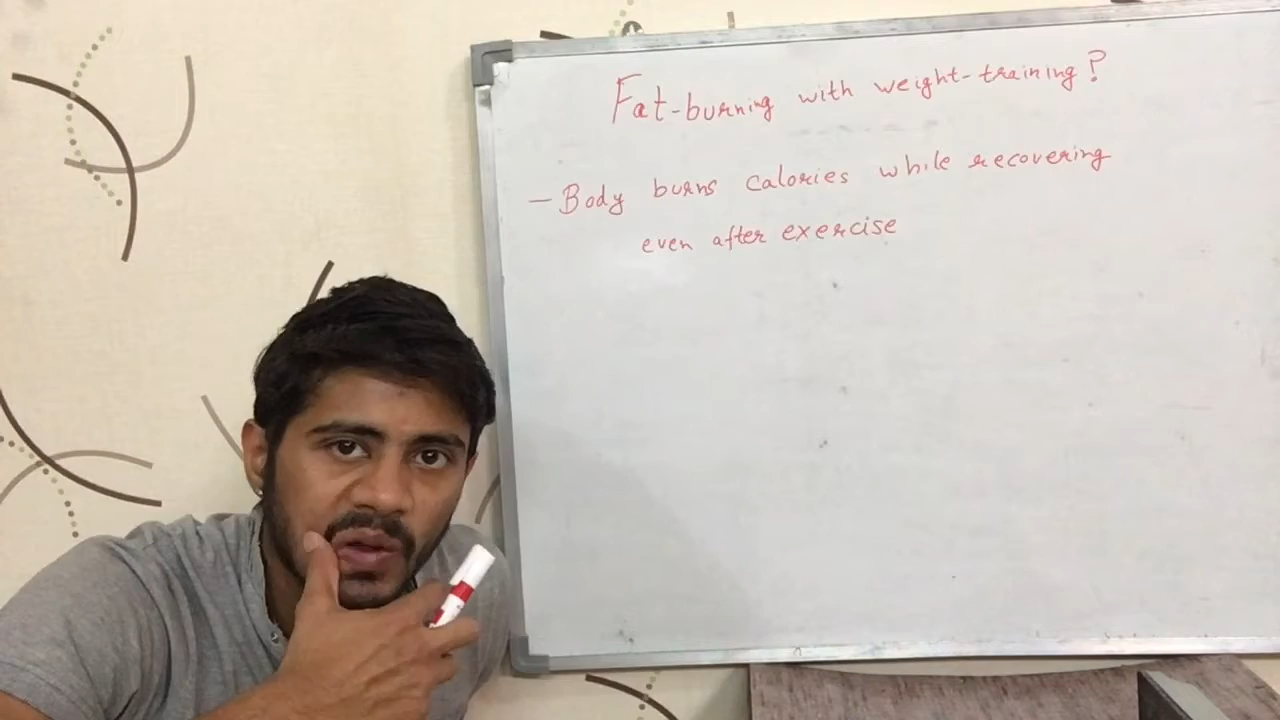 Fat-burning with weight-training?
— Body burns calories while recovering
even after exercise